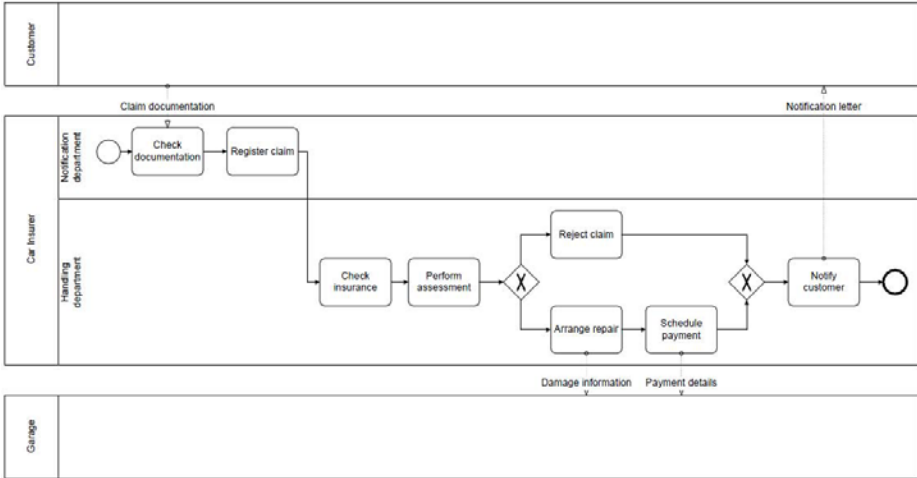 Customer
Claim documentation
Notification letter
Car Insurer
Notification
department
Check
documentation
Register claim
Handling
department
Check
insurance
Perform
assessment
X
Reject claim
Arrange repair
Schedule
payment
X
Notify
customer
Damage information
Payment details
Garage